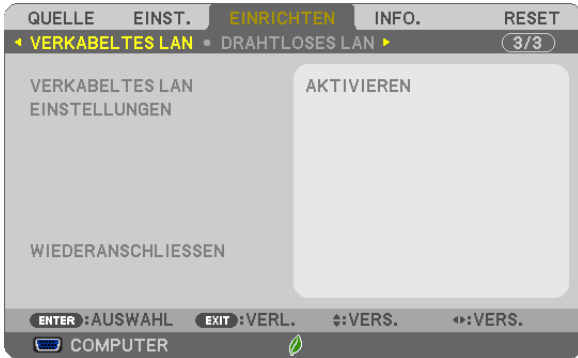 QUELLE EINST. EINRICHTEN INFO. RESET
VERKABELTES LAN • DRAHTLOSES LAN 3/3
VERKABELTES LAN AKTIVIEREN
EINSTELLUNGEN
WIEDERANSCHLIESSEN
ENTER :AUSWAHL EXIT :VERL. :VERS. :VERS.
COMPUTER